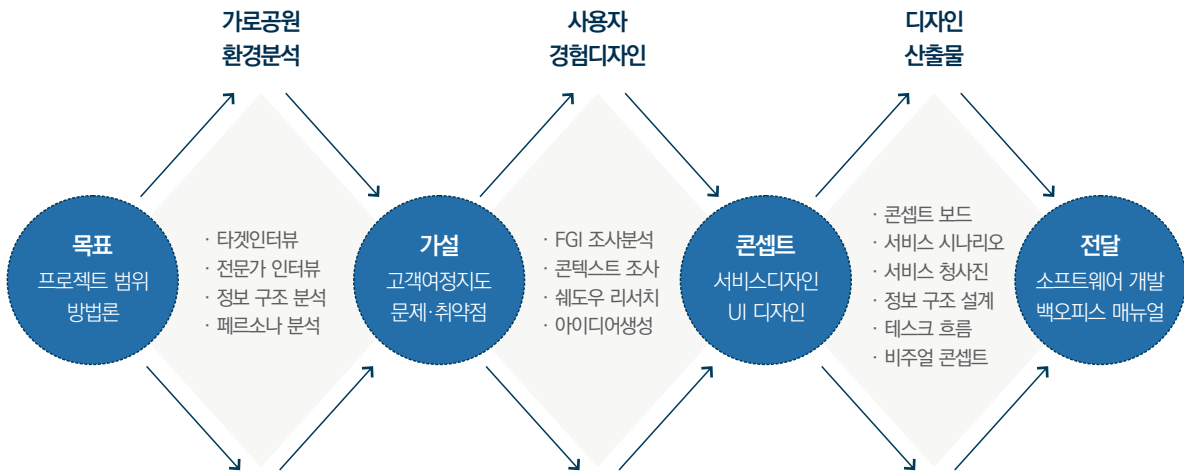 가로공원
환경분석
사용자
경험디자인
디자인
산출물
목표
프로젝트 범위
방법론
· 타겟인터뷰
· 전문가 인터뷰
· 정보 구조 분석
· 페르소나 분석
가설
고객여정지도
문제·취약점
· FGI 조사분석
· 콘텍스트 조사
· 쉐도우 리서치
· 아이디어생성
콘셉트
서비스디자인
UI 디자인
· 콘셉트 보드
· 서비스 시나리오
· 서비스 청사진
· 정보 구조 설계
· 테스크 흐름
· 비주얼 콘셉트
전달
소프트웨어 개발
백오피스 매뉴얼